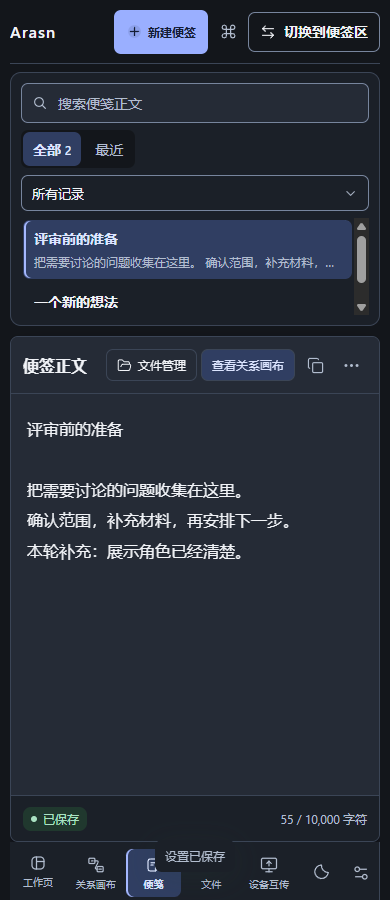 Arasn
新建便签
切换到便签区
搜索便笺正文
全部 2
最近
所有记录
评审前的准备
把需要讨论的问题收集在这里。 确认范围，补充材料，...
一个新的想法
便签正文
文件管理
查看关系画布
评审前的准备
把需要讨论的问题收集在这里。
确认范围，补充材料，再安排下一步。
本轮补充：展示角色已经清楚。
已保存
55 / 10,000 字符
设置已保存
工作页
关系画布
便笺
文件
设备互传